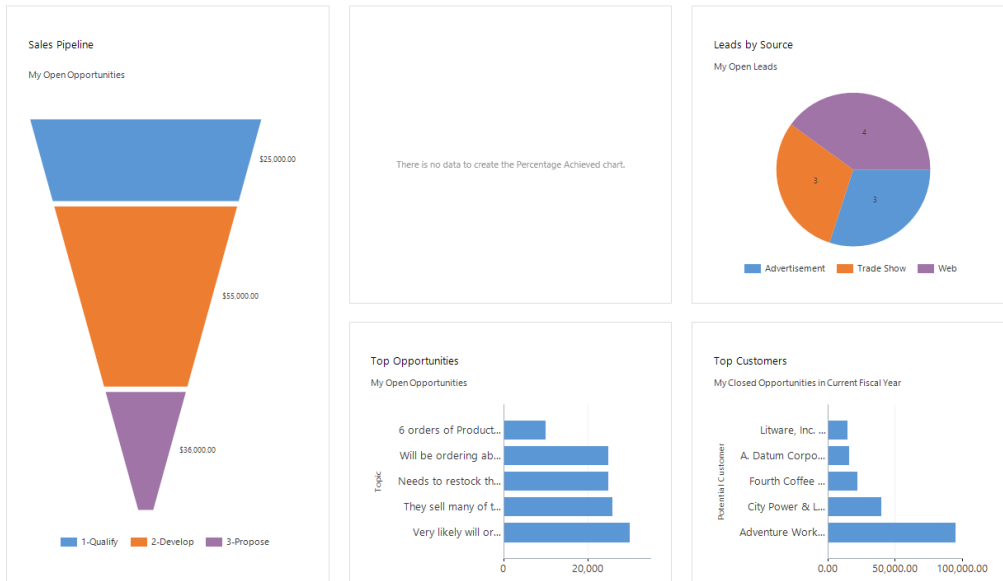 Sales Pipeline
My Open Opportunities
$25,000.00
$55,000.00
$36,000.00
1-Qualify 2-Develop 3-Propose
There is no data to create the Percentage Achieved chart.
Leads by Source
My Open Leads
4
3
3
Advertisement Trade Show Web
Top Opportunities
My Open Opportunities
Topic
6 orders of Product...
Will be ordering ab...
Needs to restock th...
They sell many of t...
Very likely will or...
0 20,000
Top Customers
My Closed Opportunities in Current Fiscal Year
Potential Customer
Litware, Inc. ...
A. Datum Corpo...
Fourth Coffee ...
City Power & L...
Adventure Work...
0.00 50,000.00 100,000.00